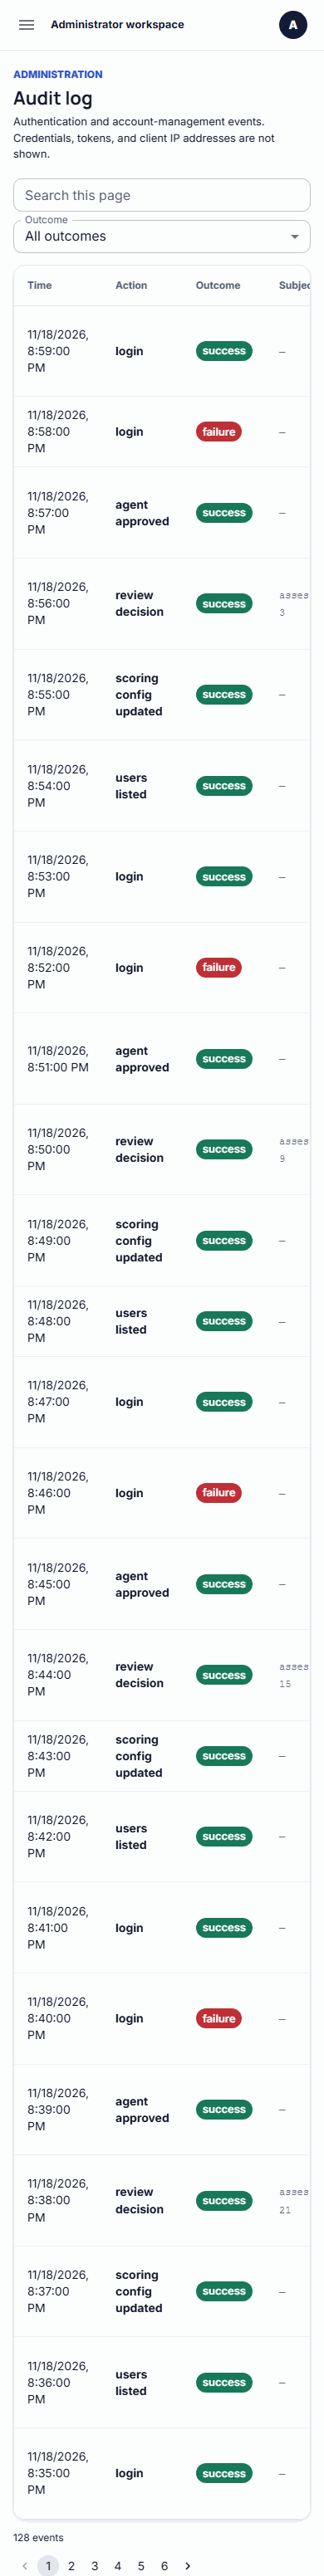 Administrator workspace
A
ADMINISTRATION
Audit log
Authentication and account-management events.
Credentials, tokens, and client IP addresses are not
shown.
Search this page
Outcome
All outcomes
Time Action Outcome
11/18/2026,
8:59:00
PM
login
success
–
11/18/2026,
8:58:00
PM
login
failure
–
11/18/2026,
8:57:00
PM
agent
approved
success
–
11/18/2026,
8:56:00
PM
review
decision
success
asses
3
11/18/2026,
8:55:00
PM
scoring
config
updated
success
–
11/18/2026,
8:54:00
PM
users
listed
success
–
11/18/2026,
8:53:00
PM
login
success
–
11/18/2026,
8:52:00
PM
login
failure
–
11/18/2026,
8:51:00 PM
agent
approved
success
–
11/18/2026,
8:50:00
PM
review
decision
success
asses
9
11/18/2026,
8:49:00
PM
scoring
config
updated
success
–
11/18/2026,
8:48:00
PM
users
listed
success
–
11/18/2026,
8:47:00
PM
login
success
–
11/18/2026,
8:46:00
PM
login
failure
–
11/18/2026,
8:45:00
PM
agent
approved
success
–
11/18/2026,
8:44:00
PM
review
decision
success
asses
15
11/18/2026,
8:43:00
PM
scoring
config
updated
success
–
11/18/2026,
8:42:00
PM
users
listed
success
–
11/18/2026,
8:41:00
PM
login
success
–
11/18/2026,
8:40:00
PM
login
failure
–
11/18/2026,
8:39:00
PM
agent
approved
success
–
11/18/2026,
8:38:00
PM
review
decision
success
asses
21
11/18/2026,
8:37:00
PM
scoring
config
updated
success
–
11/18/2026,
8:36:00
PM
users
listed
success
–
11/18/2026,
8:35:00
PM
login
success
–
128 events
1 2 3 4 5 6